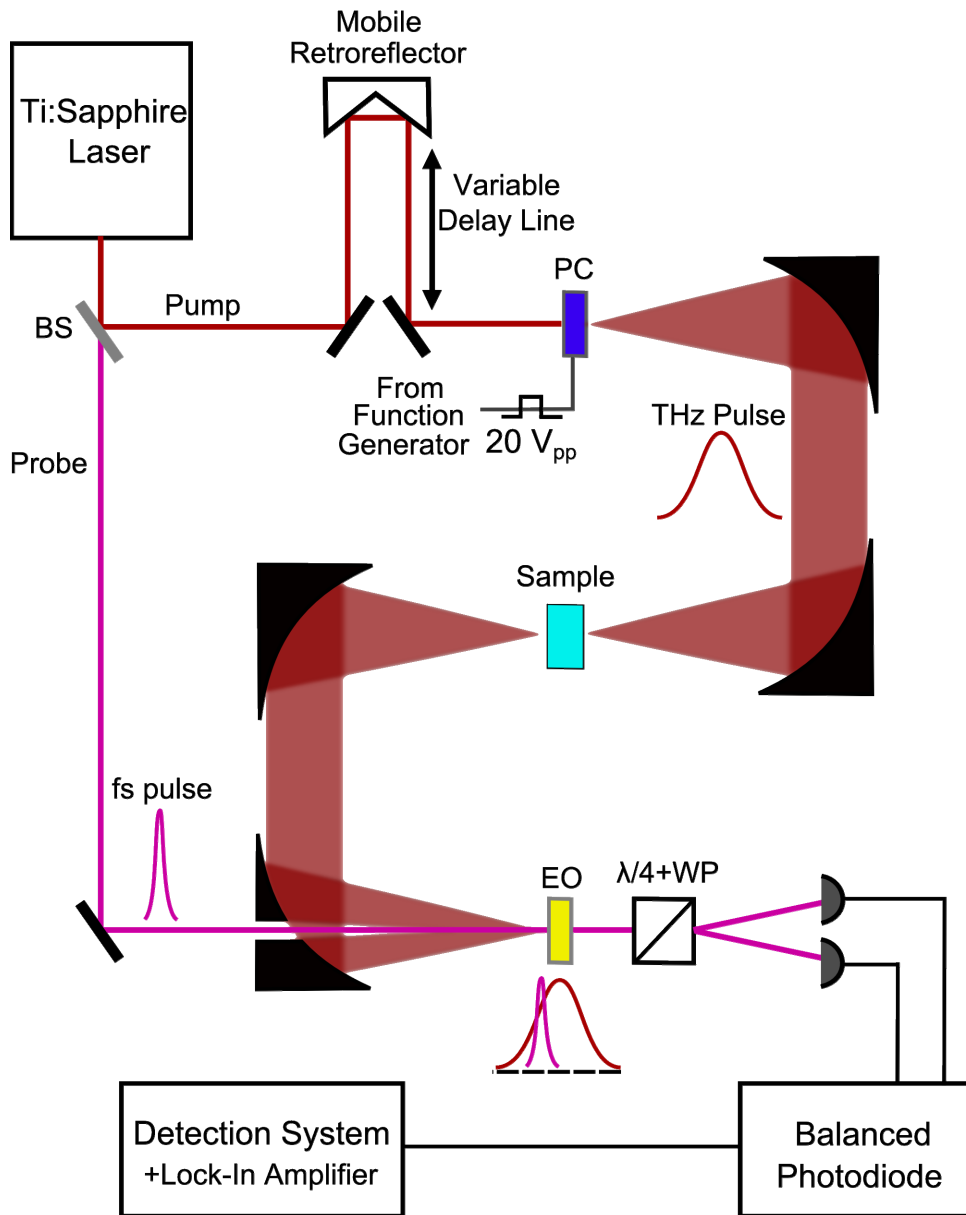 Mobile
Retroreflector
Ti:Sapphire
Laser
Variable
Delay Line
PC
Pump
BS
From
Function
Generator
20 Vpp
THz Pulse
Probe
Sample
fs pulse
EO
λ/4+WP
Detection System
+Lock-In Amplifier
Balanced
Photodiode